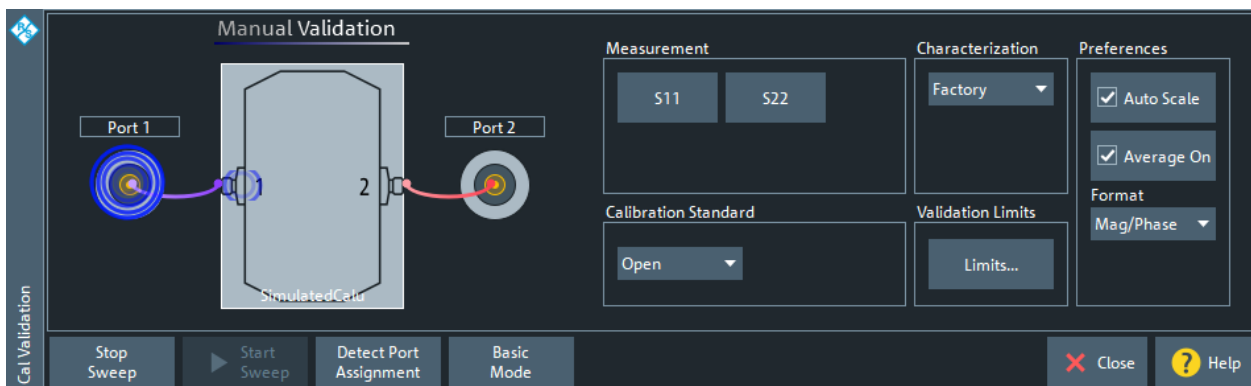 Manual Validation
Port 1
1
2
Port 2
SimulatedCalu
Measurement
S11
S22
Calibration Standard
Open
Characterization
Factory
Validation Limits
Limits...
Preferences
Auto Scale
Average On
Format
Mag/Phase
Cal Validation
Stop
Sweep
Start
Sweep
Detect Port
Assignment
Basic
Mode
Close
? Help
R&S